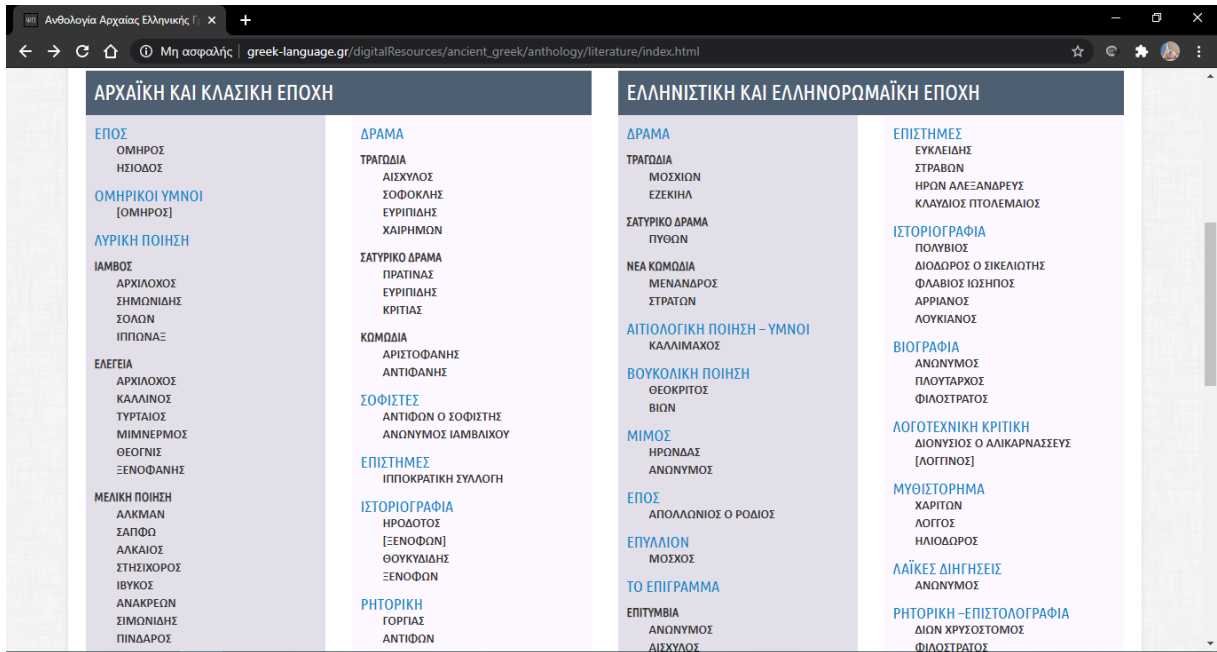 Ανθολογία Αρχαίας Ελληνικής Γρ
Μη ασφαλής | greek-language.gr/digitalResources/ancient_greek/anthology/literature/index.html
ΑΡΧΑΪΚΗ ΚΑΙ ΚΛΑΣΙΚΗ ΕΠΟΧΗ
ΕΠΟΣ
ΟΜΗΡΟΣ
ΗΣΙΟΔΟΣ
ΟΜΗΡΙΚΟΙ ΥΜΝΟΙ
[ΟΜΗΡΟΣ]
ΛΥΡΙΚΗ ΠΟΙΗΣΗ
ΙΑΜΒΟΣ
ΑΡΧΙΛΟΧΟΣ
ΣΗΜΩΝΙΔΗΣ
ΣΟΛΩΝ
ΙΠΠΩΝΑΞ
ΕΛΕΓΕΙΑ
ΑΡΧΙΛΟΧΟΣ
ΚΑΛΛΙΝΟΣ
ΤΥΡΤΑΙΟΣ
ΜΙΜΝΕΡΜΟΣ
ΘΕΟΓΝΙΣ
ΞΕΝΟΦΑΝΗΣ
ΜΕΛΙΚΗ ΠΟΙΗΣΗ
ΑΛΚΜΑΝ
ΣΑΠΦΩ
ΑΛΚΑΙΟΣ
ΣΤΗΣΙΧΟΡΟΣ
ΙΒΥΚΟΣ
ΑΝΑΚΡΕΩΝ
ΣΙΜΩΝΙΔΗΣ
ΠΙΝΔΑΡΟΣ
ΔΡΑΜΑ
ΤΡΑΓΩΔΙΑ
ΑΙΣΧΥΛΟΣ
ΣΟΦΟΚΛΗΣ
ΕΥΡΙΠΙΔΗΣ
ΧΑΙΡΗΜΩΝ
ΣΑΤΥΡΙΚΟ ΔΡΑΜΑ
ΠΡΑΤΙΝΑΣ
ΕΥΡΙΠΙΔΗΣ
ΚΡΙΤΙΑΣ
ΚΩΜΩΔΙΑ
ΑΡΙΣΤΟΦΑΝΗΣ
ΑΝΤΙΦΑΝΗΣ
ΣΟΦΙΣΤΕΣ
ΑΝΤΙΦΩΝ Ο ΣΟΦΙΣΤΗΣ
ΑΝΩΝΥΜΟΣ ΙΑΜΒΛΙΧΟΥ
ΕΠΙΣΤΗΜΕΣ
ΙΠΠΟΚΡΑΤΙΚΗ ΣΥΛΛΟΓΗ
ΙΣΤΟΡΙΟΓΡΑΦΙΑ
ΗΡΟΔΟΤΟΣ
[ΞΕΝΟΦΩΝ]
ΘΟΥΚΥΔΙΔΗΣ
ΞΕΝΟΦΩΝ
ΡΗΤΟΡΙΚΗ
ΓΟΡΓΙΑΣ
ΑΝΤΙΦΩΝ
ΕΛΛΗΝΙΣΤΙΚΗ ΚΑΙ ΕΛΛΗΝΟΡΩΜΑΪΚΗ ΕΠΟΧΗ
ΔΡΑΜΑ
ΤΡΑΓΩΔΙΑ
ΜΟΣΧΙΩΝ
ΕΖΕΚΙΗΛ
ΣΑΤΥΡΙΚΟ ΔΡΑΜΑ
ΠΥΘΩΝ
ΝΕΑ ΚΩΜΩΔΙΑ
ΜΕΝΑΝΔΡΟΣ
ΣΤΡΑΤΩΝ
ΑΙΤΙΟΛΟΓΙΚΗ ΠΟΙΗΣΗ – ΥΜΝΟΙ
ΚΑΛΛΙΜΑΧΟΣ
ΒΟΥΚΟΛΙΚΗ ΠΟΙΗΣΗ
ΘΕΟΚΡΙΤΟΣ
ΒΙΩΝ
ΜΙΜΟΣ
ΗΡΩΝΔΑΣ
ΑΝΩΝΥΜΟΣ
ΕΠΟΣ
ΑΠΟΛΛΩΝΙΟΣ Ο ΡΟΔΙΟΣ
ΕΠΥΛΛΙΟΝ
ΜΟΣΧΟΣ
ΤΟ ΕΠΙΓΡΑΜΜΑ
ΕΠΙΤΥΜΒΙΑ
ΑΝΩΝΥΜΟΣ
ΑΙΣΧΥΛΟΣ
ΕΠΙΣΤΗΜΕΣ
ΕΥΚΛΕΙΔΗΣ
ΣΤΡΑΒΩΝ
ΗΡΩΝ ΑΛΕΞΑΝΔΡΕΥΣ
ΚΛΑΥΔΙΟΣ ΠΤΟΛΕΜΑΙΟΣ
ΙΣΤΟΡΙΟΓΡΑΦΙΑ
ΠΟΛΥΒΙΟΣ
ΔΙΟΔΩΡΟΣ Ο ΣΙΚΕΛΙΩΤΗΣ
ΦΛΑΒΙΟΣ ΙΩΣΗΠΟΣ
ΑΡΡΙΑΝΟΣ
ΛΟΥΚΙΑΝΟΣ
ΒΙΟΓΡΑΦΙΑ
ΑΝΩΝΥΜΟΣ
ΠΛΟΥΤΑΡΧΟΣ
ΦΙΛΟΣΤΡΑΤΟΣ
ΛΟΓΟΤΕΧΝΙΚΗ ΚΡΙΤΙΚΗ
ΔΙΟΝΥΣΙΟΣ Ο ΑΛΙΚΑΡΝΑΣΣΕΥΣ
[ΛΟΓΓΙΝΟΣ]
ΜΥΘΙΣΤΟΡΗΜΑ
ΧΑΡΙΤΩΝ
ΛΟΓΓΟΣ
ΗΛΙΟΔΩΡΟΣ
ΛΑΪΚΕΣ ΔΙΗΓΗΣΕΙΣ
ΑΝΩΝΥΜΟΣ
ΡΗΤΟΡΙΚΗ –ΕΠΙΣΤΟΛΟΓΡΑΦΙΑ
ΔΙΩΝ ΧΡΥΣΟΣΤΟΜΟΣ
ΦΙΛΟΣΤΡΑΤΟΣ